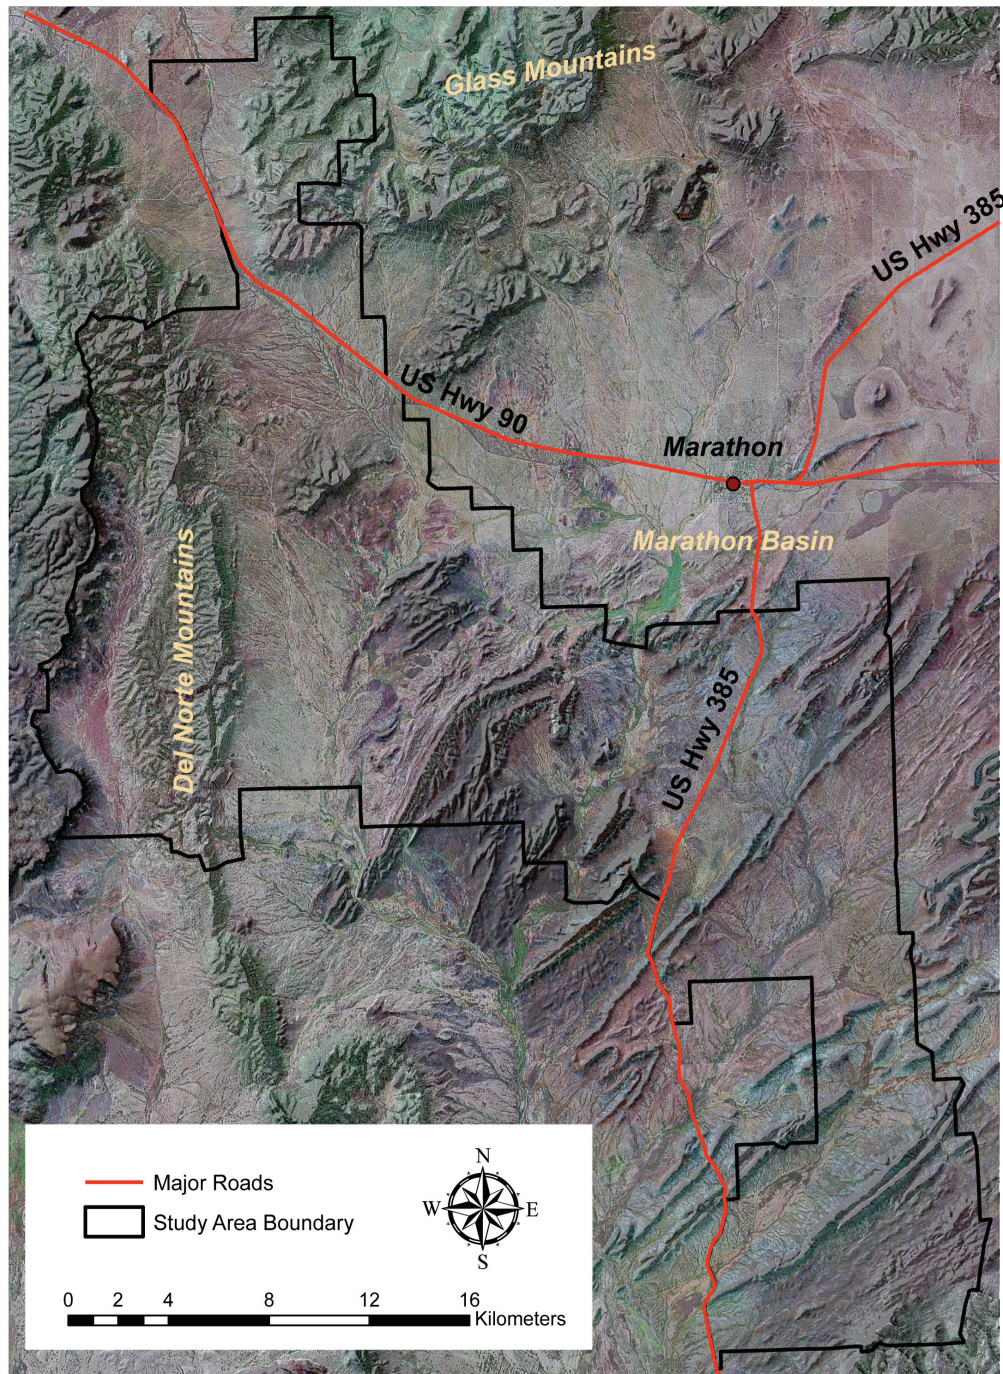 Glass Mountains
US Hwy 385
US Hwy 90
Marathon
Marathon Basin
Del Norte Mountains
US Hwy 385
Major Roads
Study Area Boundary
N
W E
S
0 2 4 8 12 16
Kilometers